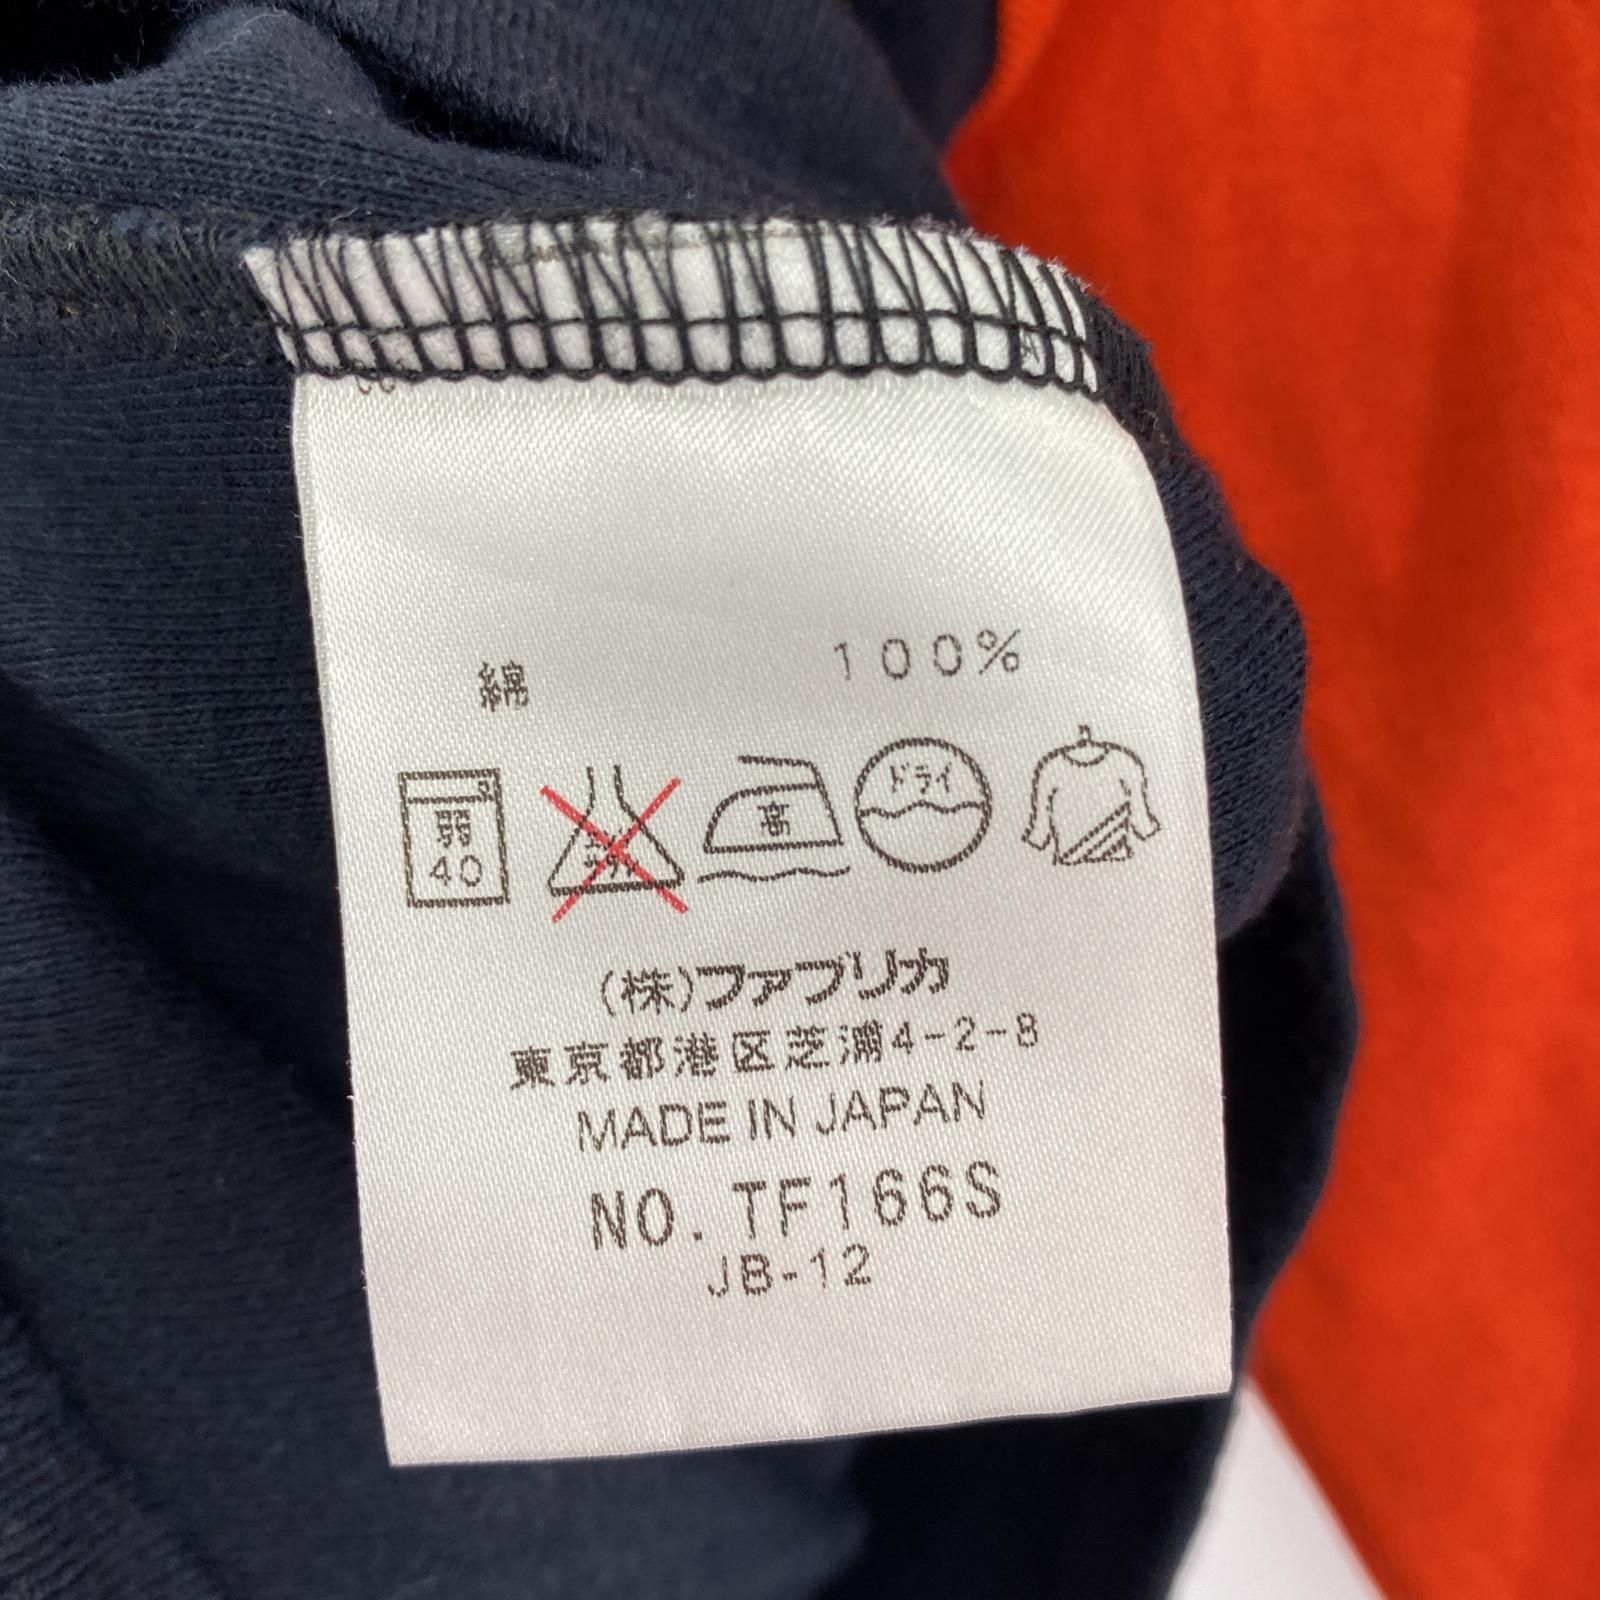 綿 100%
弱 40
高
ドライ
(株)ファブリカ
東京都港区芝浦4-2-8
MADE IN JAPAN
NO. TF166S
JB-12